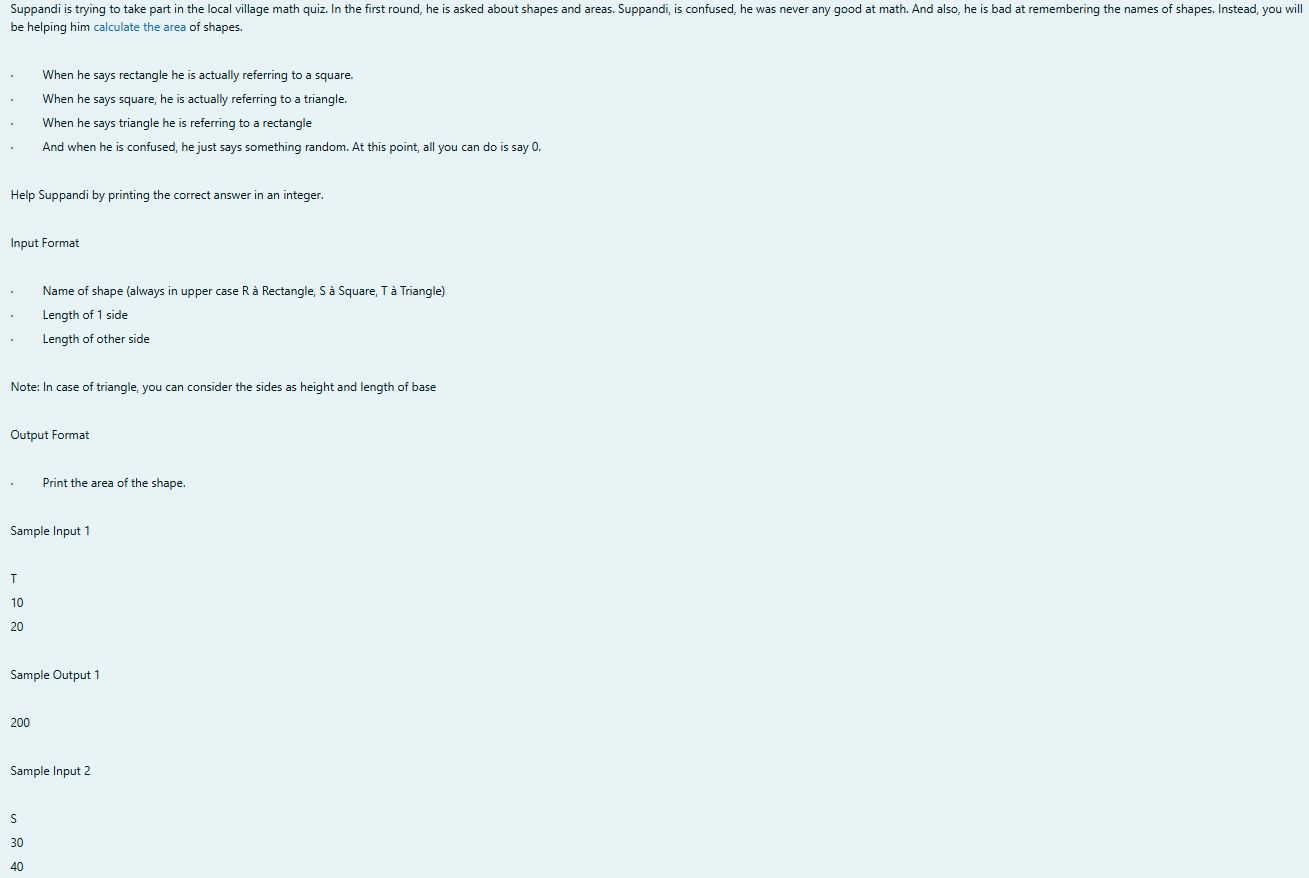 Suppandi is trying to take part in the local village math quiz. In the first round, he is asked about shapes and areas. Suppandi, is confused, he was never any good at math. And also, he is bad at remembering the names of shapes. Instead, you will
be helping him calculate the area of shapes.
· When he says rectangle he is actually referring to a square.
· When he says square, he is actually referring to a triangle.
· When he says triangle he is referring to a rectangle
· And when he is confused, he just says something random. At this point, all you can do is say 0.
Help Suppandi by printing the correct answer in an integer.
Input Format
· Name of shape (always in upper case R à Rectangle, S à Square, T à Triangle)
· Length of 1 side
· Length of other side
Note: In case of triangle, you can consider the sides as height and length of base
Output Format
· Print the area of the shape.
Sample Input 1
T
10
20
Sample Output 1
200
Sample Input 2
S
30
40